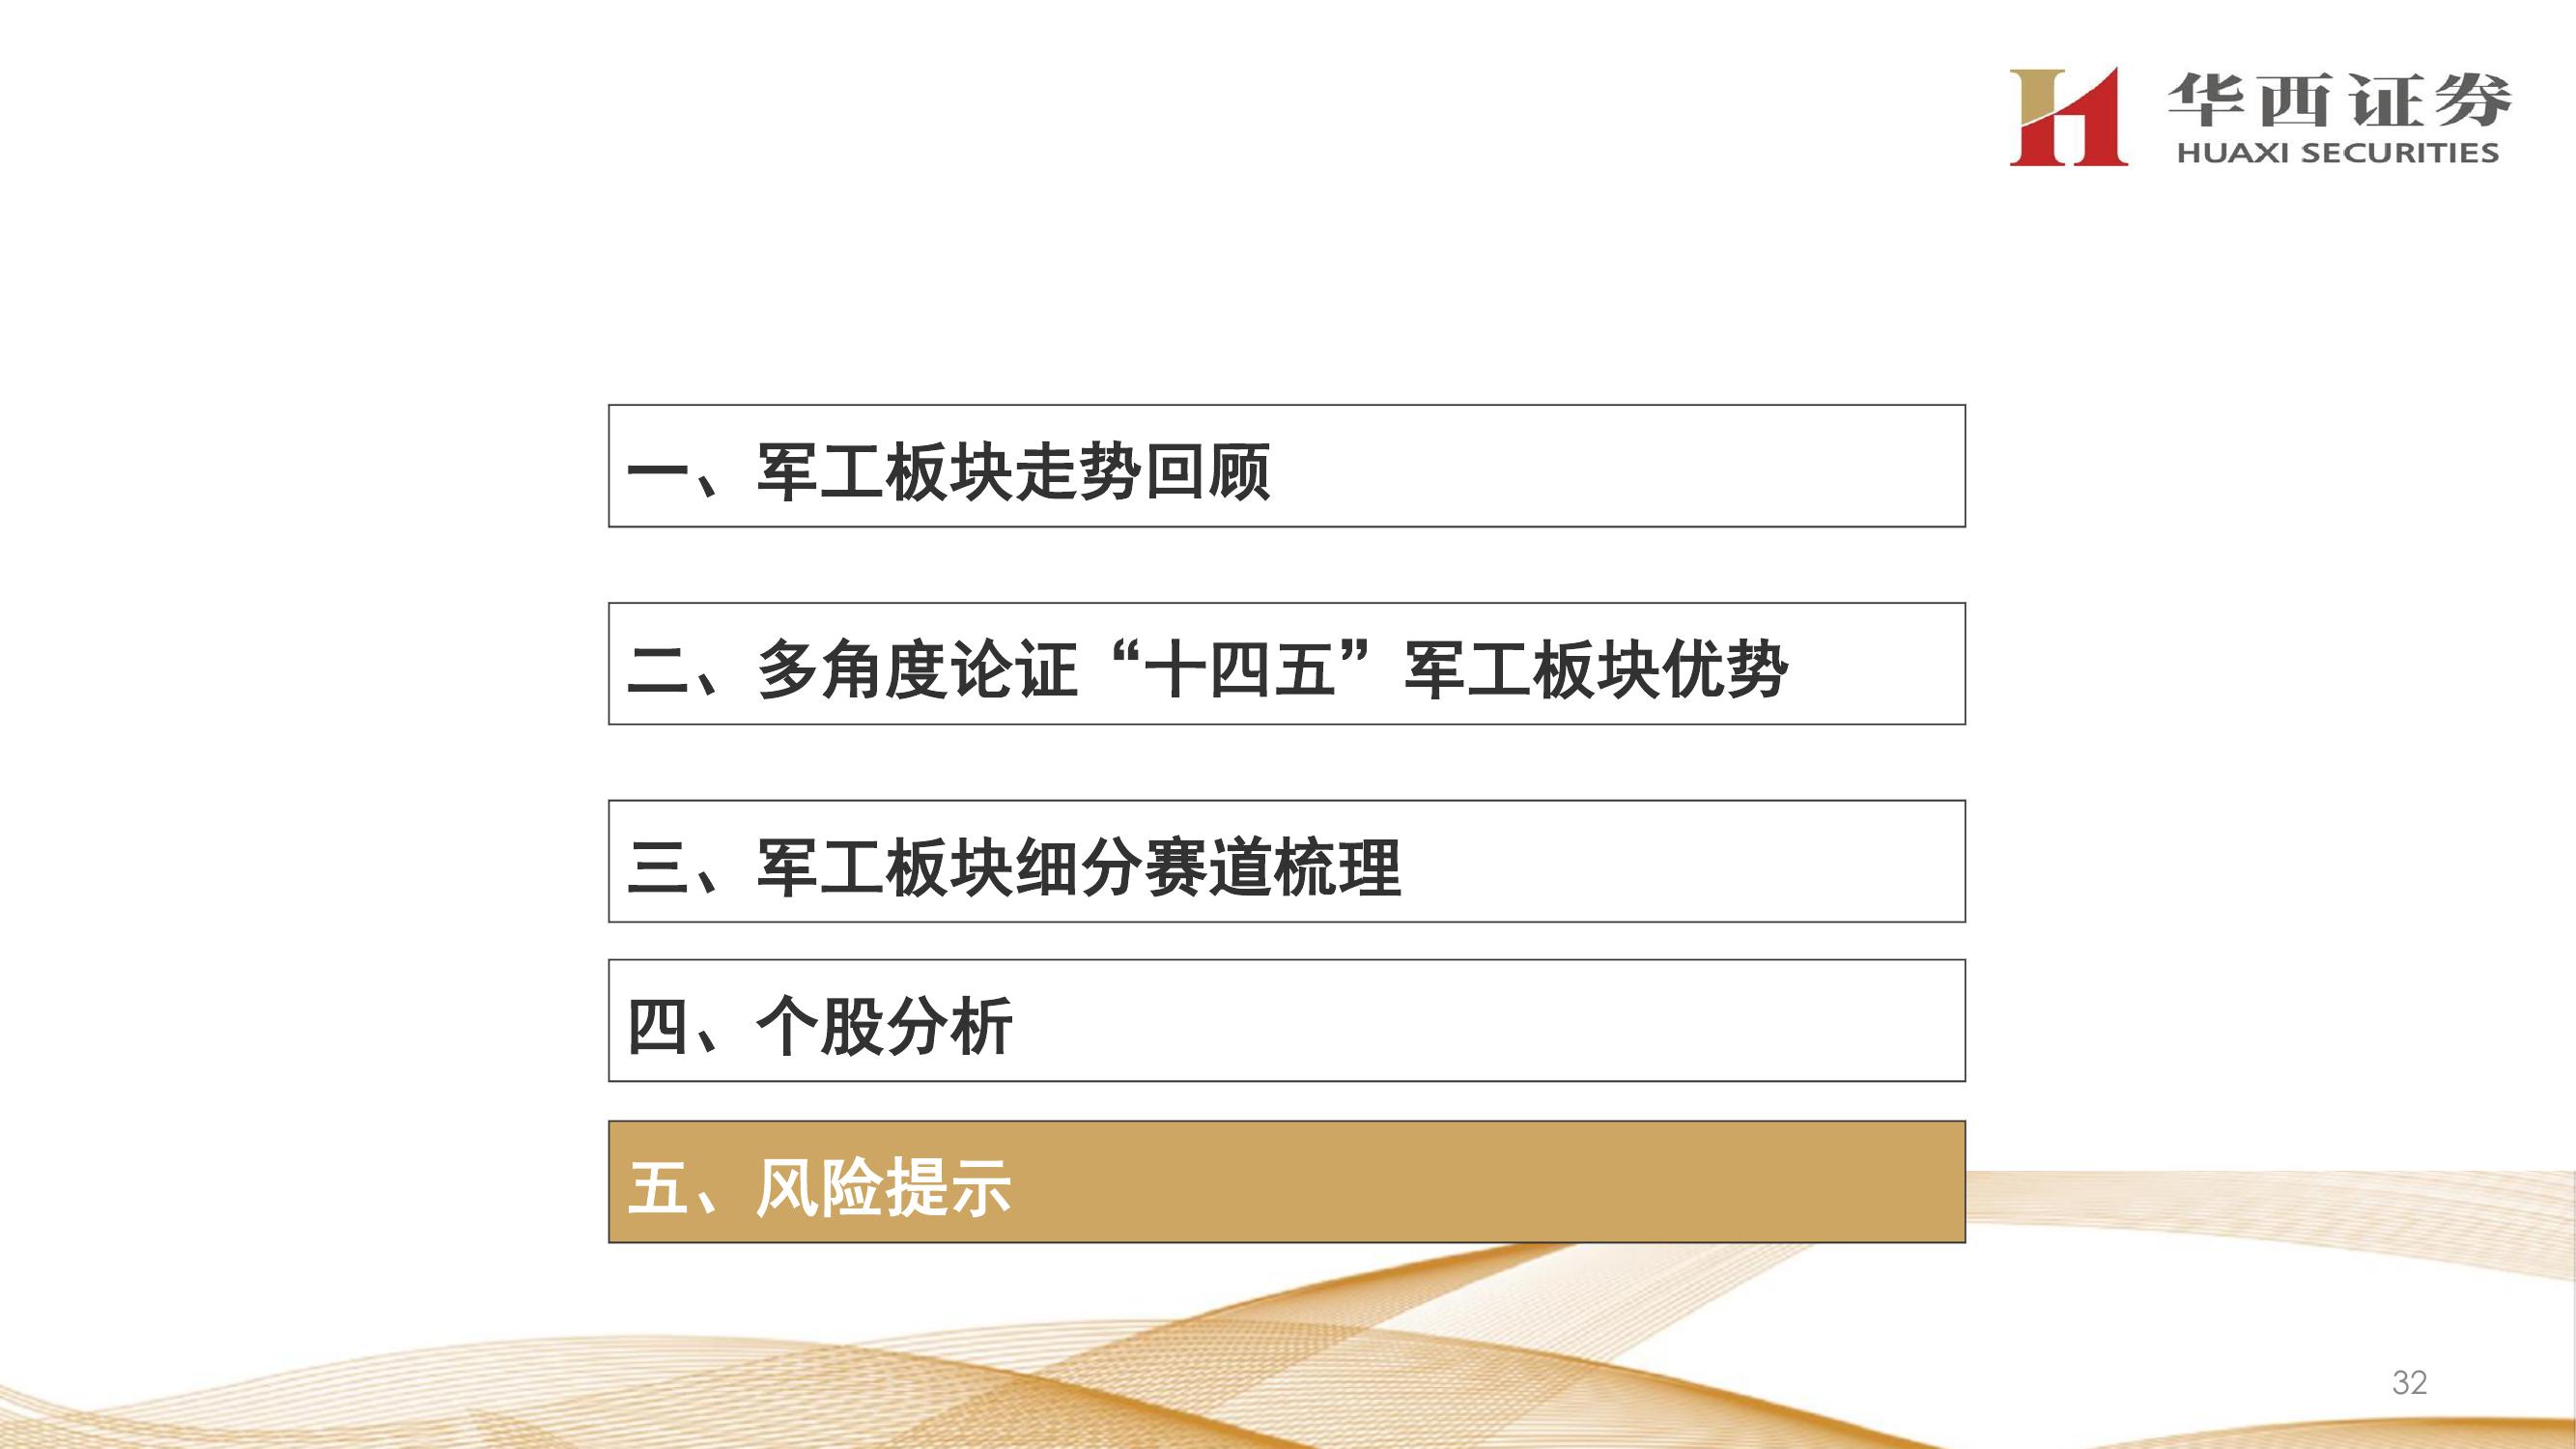 华西证券
HUAXI SECURITIES
一、军工板块走势回顾
二、多角度论证“十四五”军工板块优势
三、军工板块细分赛道梳理
四、个股分析
五、风险提示
32